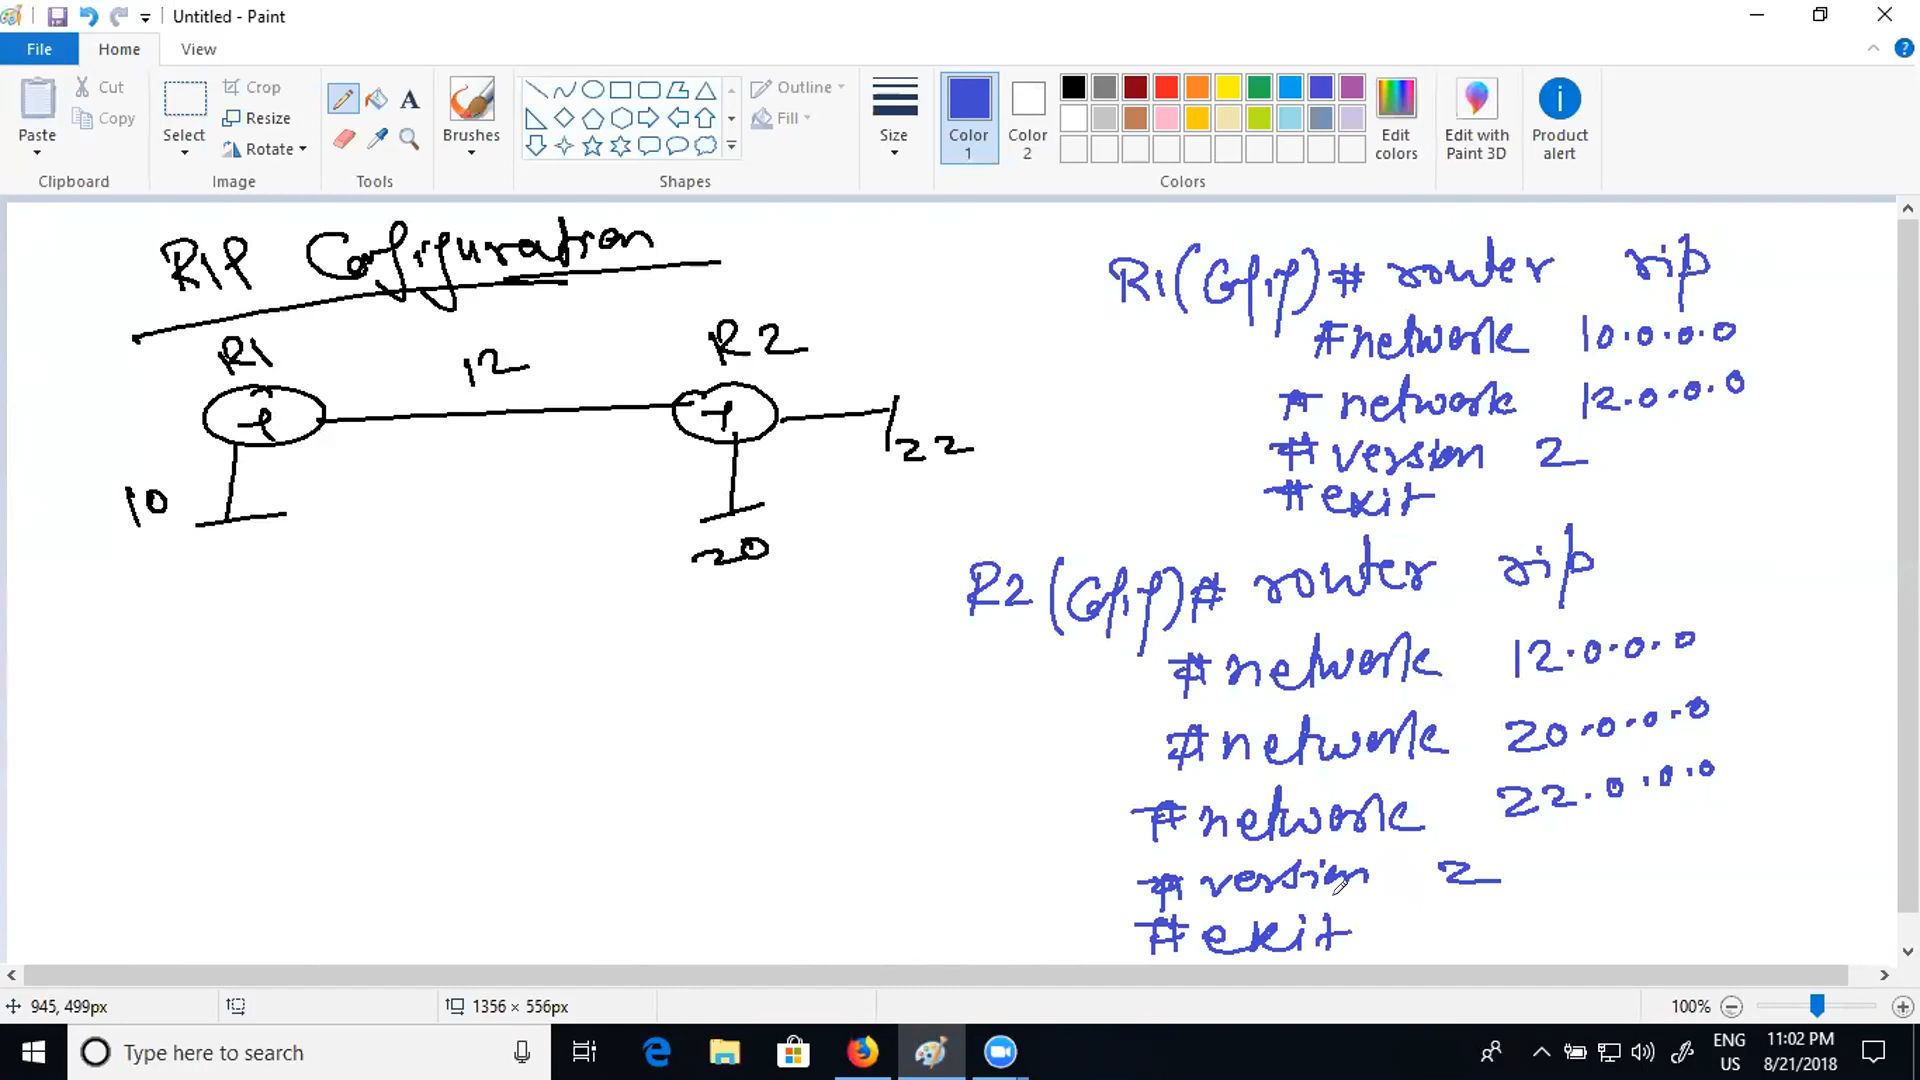 Untitled - Paint
File
Home
View
Paste
Cut
Copy
Clipboard
Select
Crop
Resize
Rotate
Image
Tools
Brushes
Shapes
Outline
Fill
Size
Color 1
Color 2
Edit colors
Edit with Paint 3D
Product alert
Colors
RIP Configuration
R1
12
R2
22
10
20
R1(Config)# router rip
#network 10.0.0.0
#network 12.0.0.0
#version 2
#exit
R2(Config)# router rip
#network 12.0.0.0
#network 20.0.0.0
#network 22.0.0.0
#version 2
#exit
945, 499px
1356 × 556px
100%
Type here to search
ENG
US
11:02 PM
8/21/2018